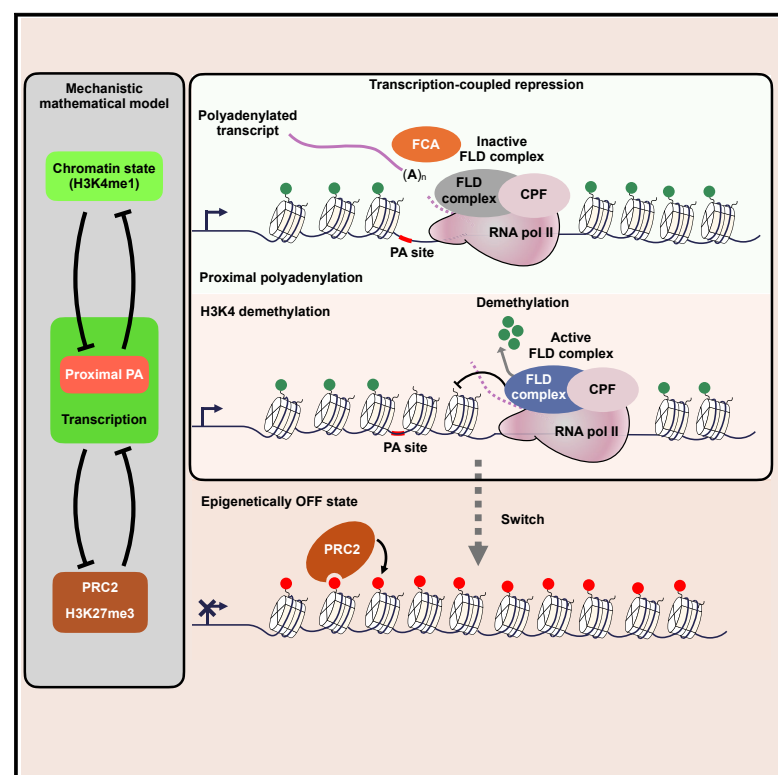 Mechanistic
mathematical model
Chromatin state
(H3K4me1)
Proximal PA
Transcription
PRC2
H3K27me3
Transcription-coupled repression
Polyadenylated
transcript
FCA
Inactive
FLD complex
(A)n
FLD
complex
CPF
RNA pol II
PA site
Proximal polyadenylation
H3K4 demethylation
Demethylation
Active
FLD complex
FLD
complex
CPF
RNA pol II
PA site
Epigenetically OFF state
Switch
PRC2